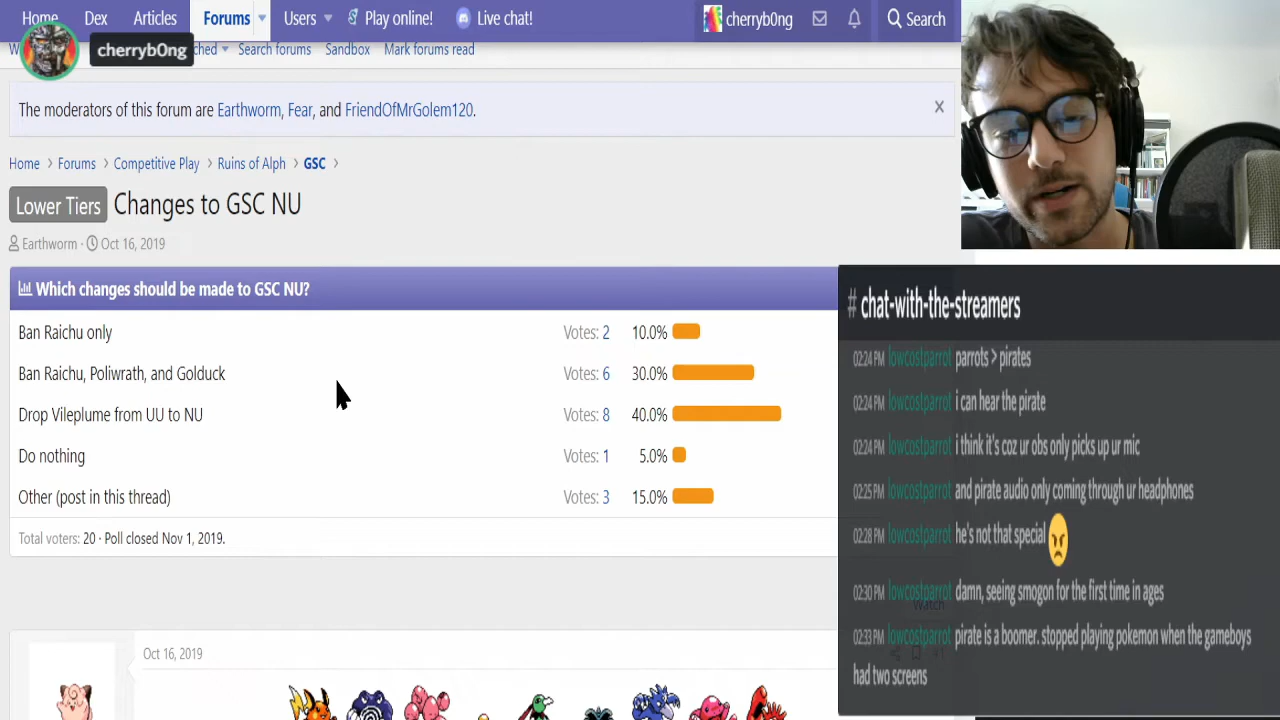 Home Dex Articles Forums Users Play online! Live chat! cherryb0ng Search
cherryb0ng
Search forums Sandbox Mark forums read
The moderators of this forum are Earthworm, Fear, and FriendOfMrGolem120.
Home > Forums > Competitive Play > Ruins of Alph > GSC >
Lower Tiers Changes to GSC NU
Earthworm · Oct 16, 2019
Which changes should be made to GSC NU?
Ban Raichu only Votes: 2 10.0%
Ban Raichu, Poliwrath, and Golduck Votes: 6 30.0%
Drop Vileplume from UU to NU Votes: 8 40.0%
Do nothing Votes: 1 5.0%
Other (post in this thread) Votes: 3 15.0%
Total voters: 20 · Poll closed Nov 1, 2019.
Oct 16, 2019
# chat-with-the-streamers
02:24 PM lowcostparrot parrots > pirates
02:24 PM lowcostparrot i can hear the pirate
02:24 PM lowcostparrot i think it's coz ur obs only picks up ur mic
02:25 PM lowcostparrot and pirate audio only coming through ur headphones
02:28 PM lowcostparrot he's not that special
02:30 PM lowcostparrot damn, seeing smogon for the first time in ages
Watch
02:33 PM lowcostparrot pirate is a boomer. stopped playing pokemon when the gameboys
had two screens